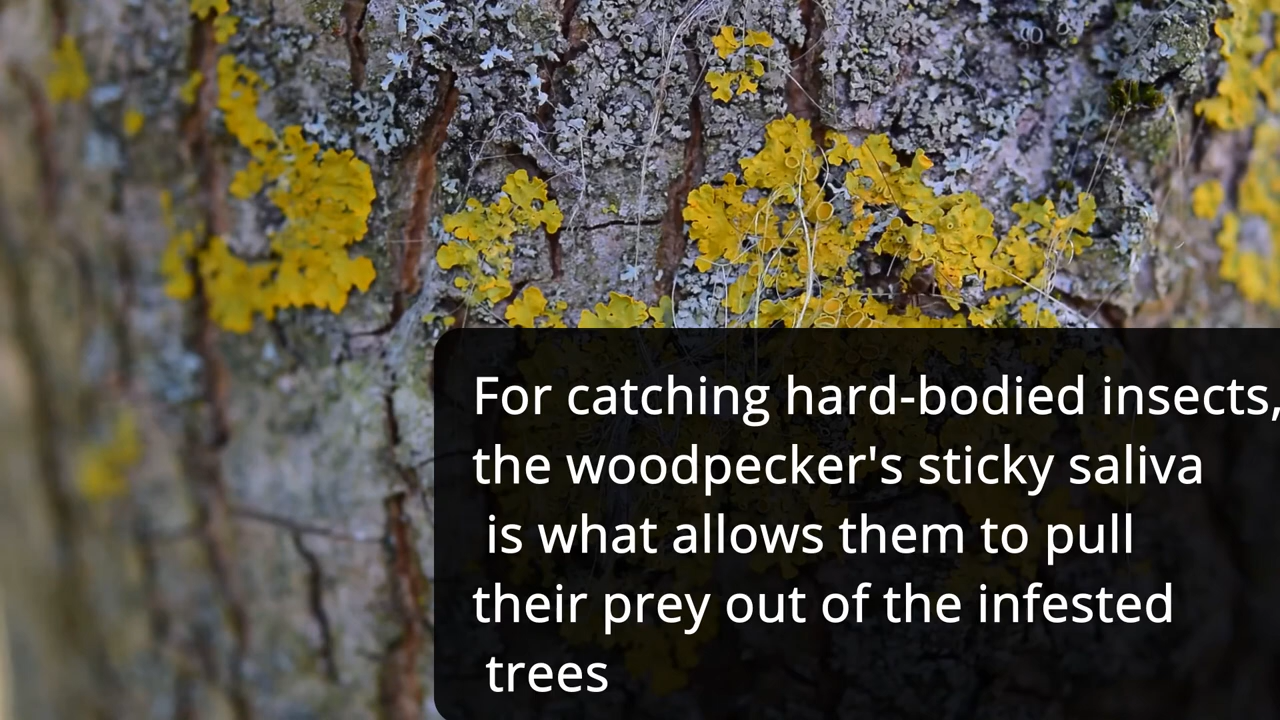 For catching hard-bodied insects,
the woodpecker's sticky saliva
is what allows them to pull
their prey out of the infested
trees